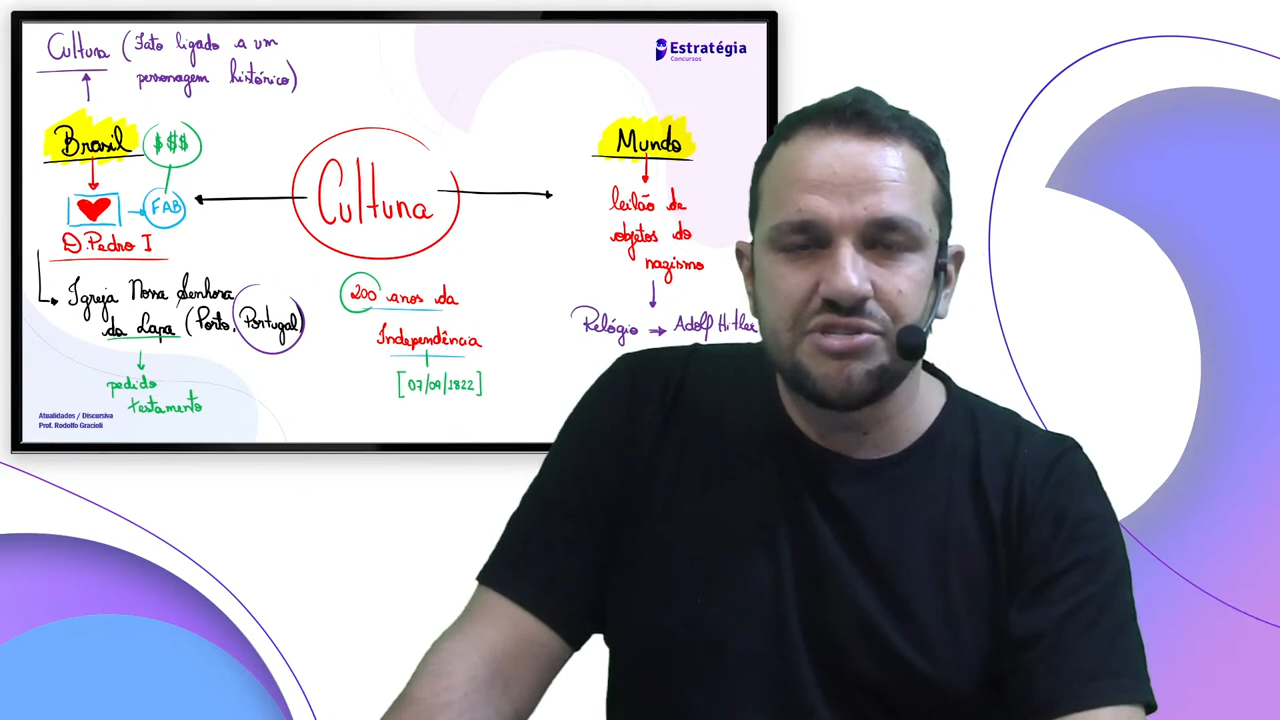 Cultura (Fato ligado a um
personagem histórico)
Estratégia
Concursos
Brasil
$$$
FAB
D. Pedro I
Igreja Nossa Senhora
da Lapa (Porto, Portugal)
pedido
testamento
Cultura
200 anos da
Independência
[07/09/1822]
Mundo
leilão de
objetos do
nazismo
Relógio → Adolf Hitler
Atualidades / Discursiva
Prof. Rodolfo Gracioli